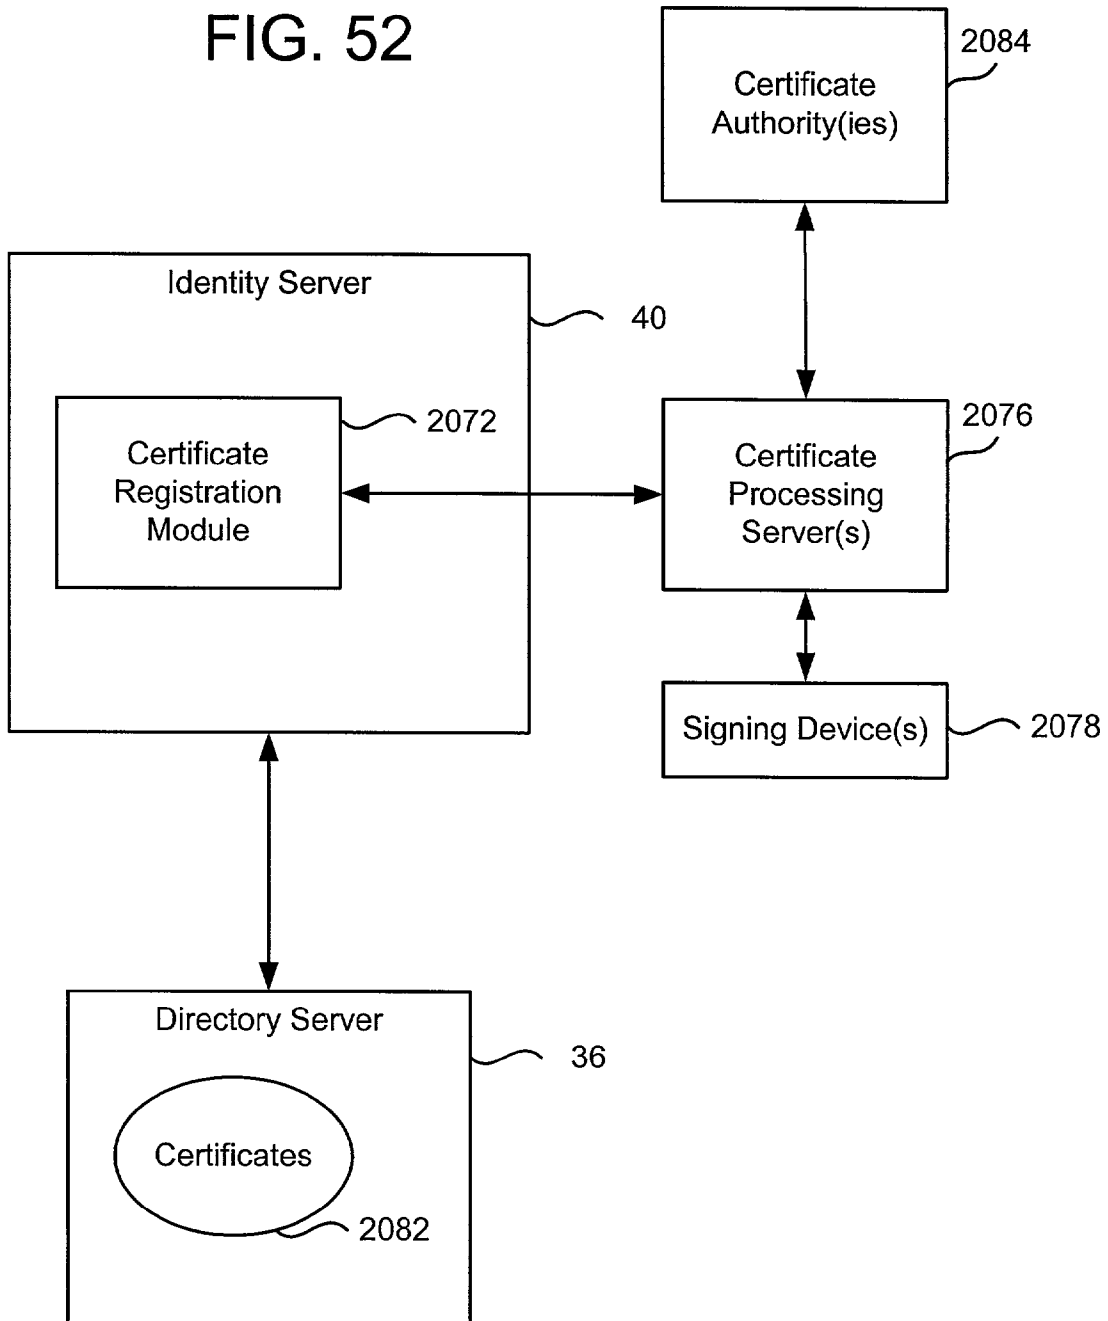 FIG. 52
2084
Certificate
Authority(ies)
Identity Server
40
2072
Certificate
Registration
Module
2076
Certificate
Processing
Server(s)
Signing Device(s)
2078
Directory Server
36
Certificates
2082